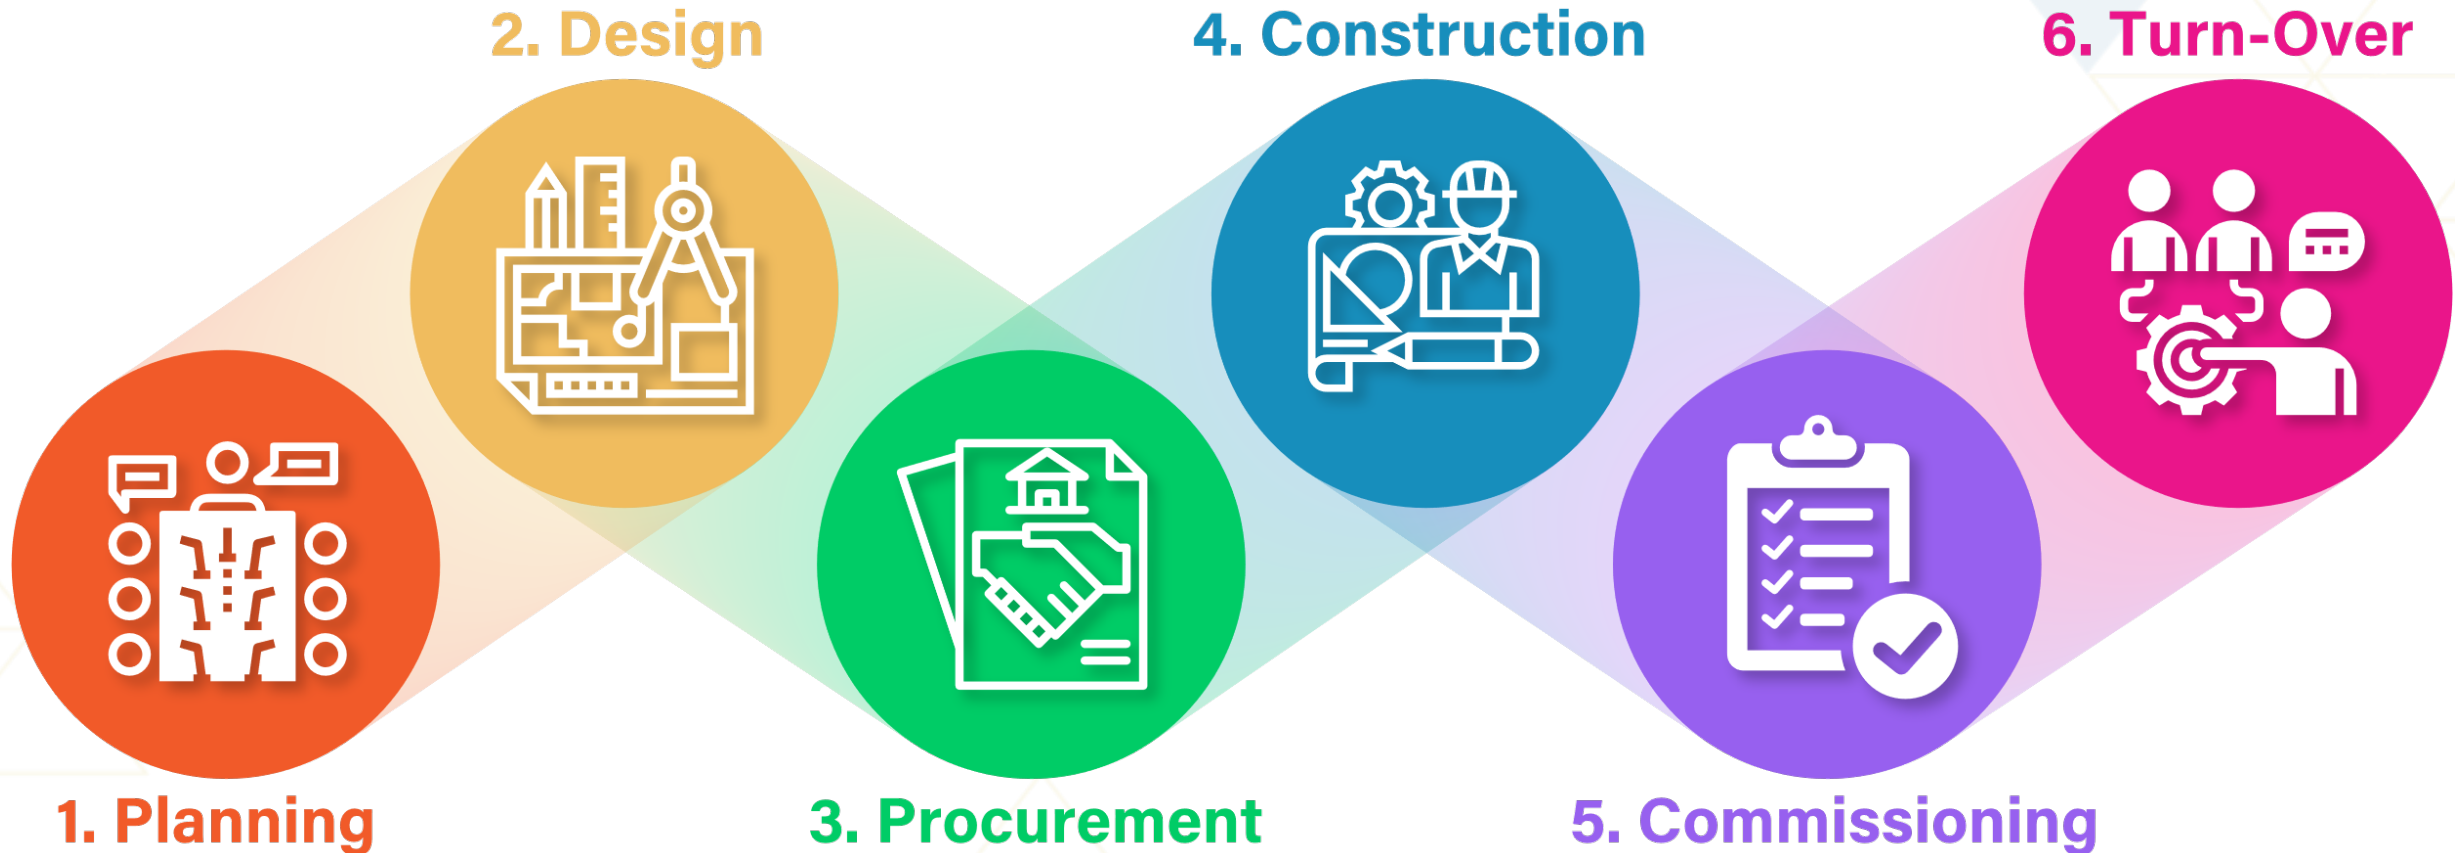 1. Planning
2. Design
3. Procurement
4. Construction
5. Commissioning
6. Turn-Over